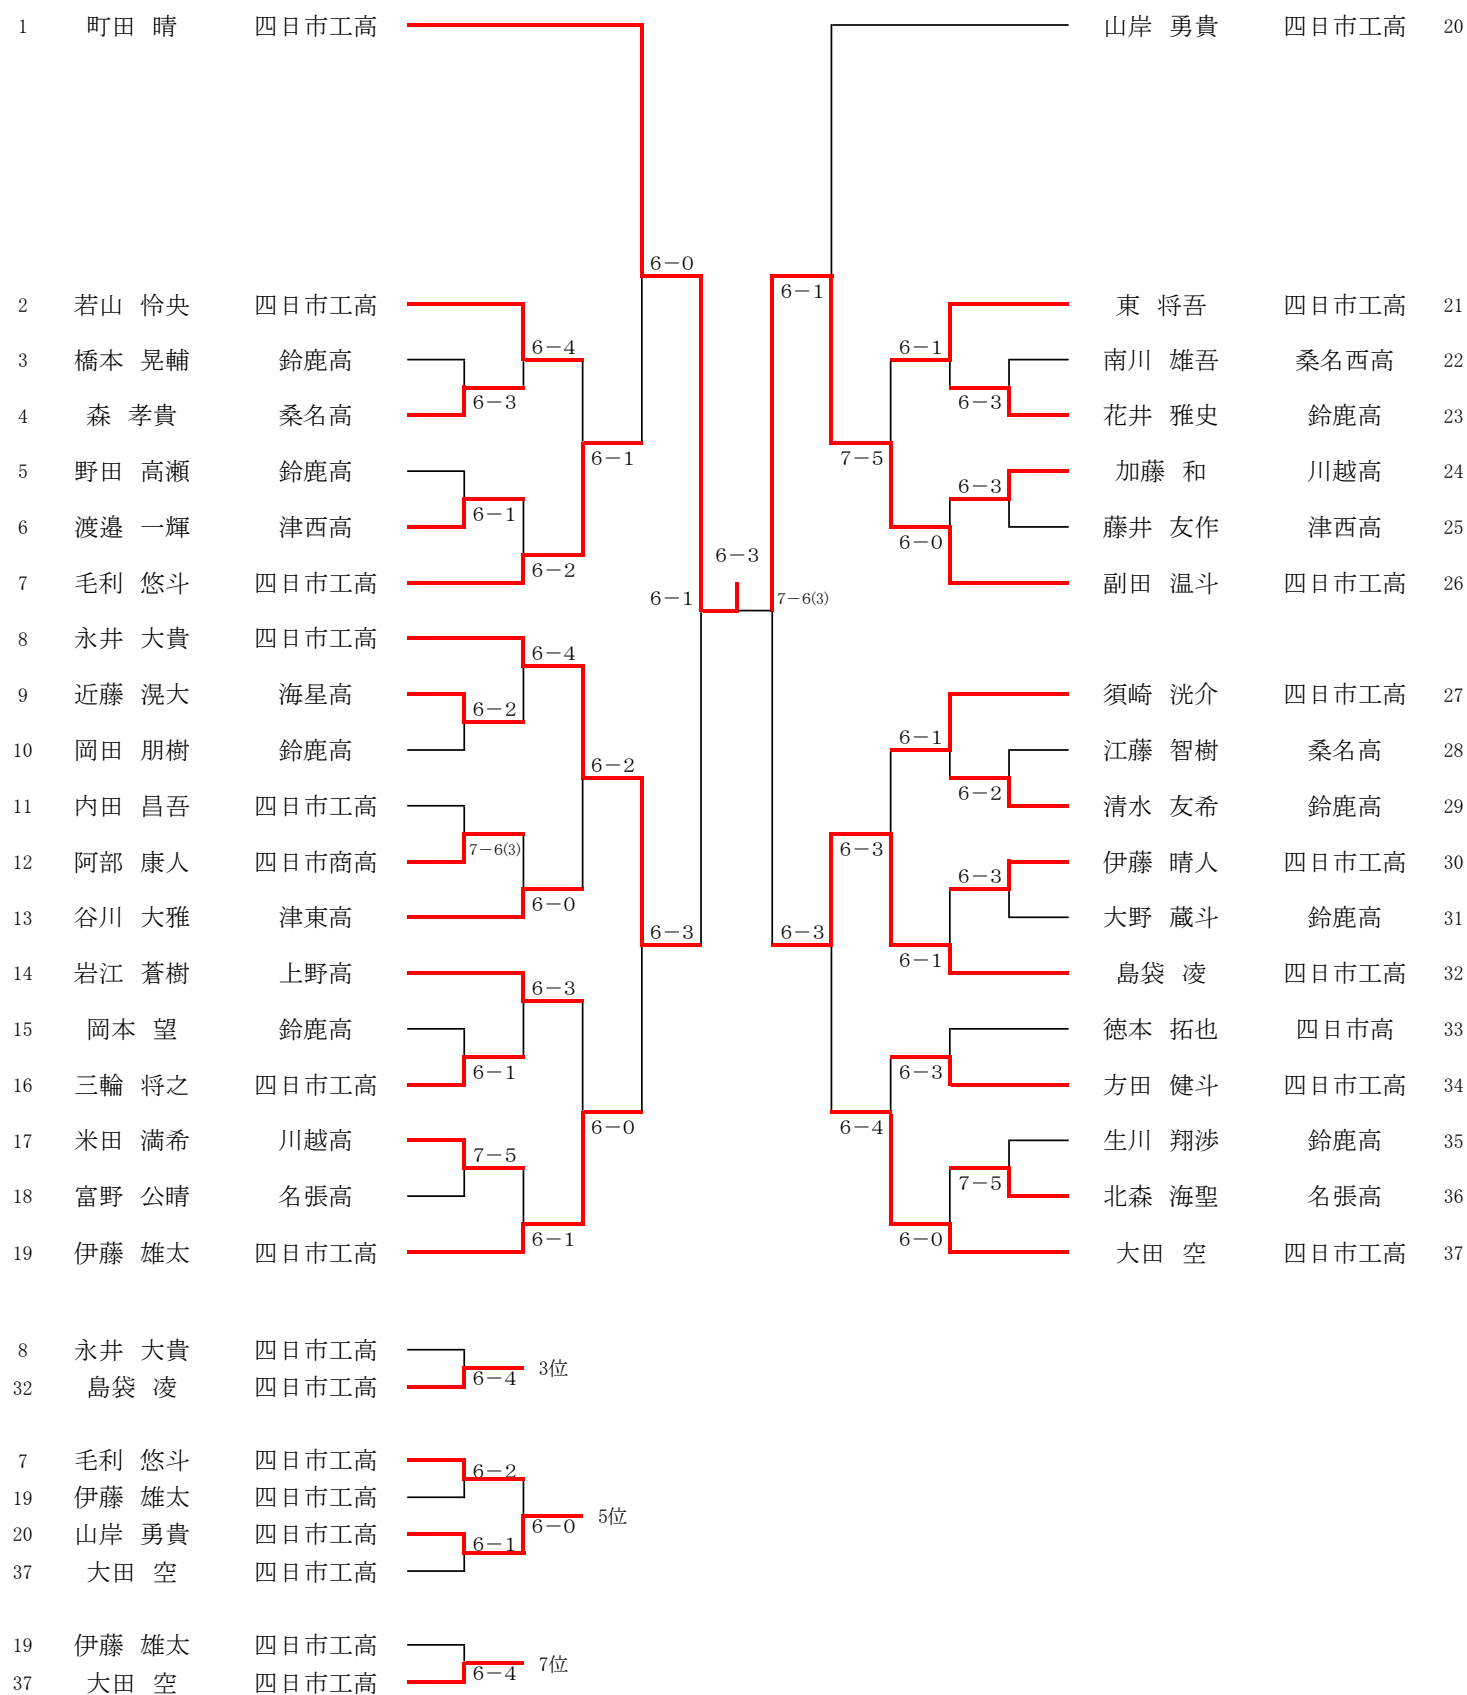 1 町田 晴 四日市工高 山岸 勇貴 四日市工高 20
6-0
6-1
2 若山 怜央 四日市工高 東 将吾 四日市工高 21
6-4 6-1
3 橋本 晃輔 鈴鹿高 南川 雄吾 桑名西高 22
6-3 6-3
4 森 孝貴 桑名高 花井 雅史 鈴鹿高 23
6-1 7-5
5 野田 高瀬 鈴鹿高 加藤 和 川越高 24
6-1 6-3
6 渡邉 一輝 津西高 藤井 友作 津西高 25
6-2 6-3 6-0
7 毛利 悠斗 四日市工高 副田 温斗 四日市工高 26
6-1 7-6(3)
8 永井 大貴 四日市工高
6-4
9 近藤 滉大 海星高 須崎 洸介 四日市工高 27
6-2 6-1
10 岡田 朋樹 鈴鹿高 江藤 智樹 桑名高 28
6-2 6-2
11 内田 昌吾 四日市工高 清水 友希 鈴鹿高 29
7-6(3) 6-3
12 阿部 康人 四日市商高 伊藤 晴人 四日市工高 30
6-0 6-3
13 谷川 大雅 津東高 大野 蔵斗 鈴鹿高 31
6-3 6-3 6-1
14 岩江 蒼樹 上野高 島袋 凌 四日市工高 32
6-3
15 岡本 望 鈴鹿高 徳本 拓也 四日市高 33
6-1 6-3
16 三輪 将之 四日市工高 方田 健斗 四日市工高 34
6-0 6-4
17 米田 満希 川越高 生川 翔渉 鈴鹿高 35
7-5 7-5
18 富野 公晴 名張高 北森 海聖 名張高 36
6-1 6-0
19 伊藤 雄太 四日市工高 大田 空 四日市工高 37
8 永井 大貴 四日市工高
6-4 3位
32 島袋 凌 四日市工高
7 毛利 悠斗 四日市工高
6-2
19 伊藤 雄太 四日市工高
6-0 5位
20 山岸 勇貴 四日市工高
6-1
37 大田 空 四日市工高
19 伊藤 雄太 四日市工高
6-4 7位
37 大田 空 四日市工高